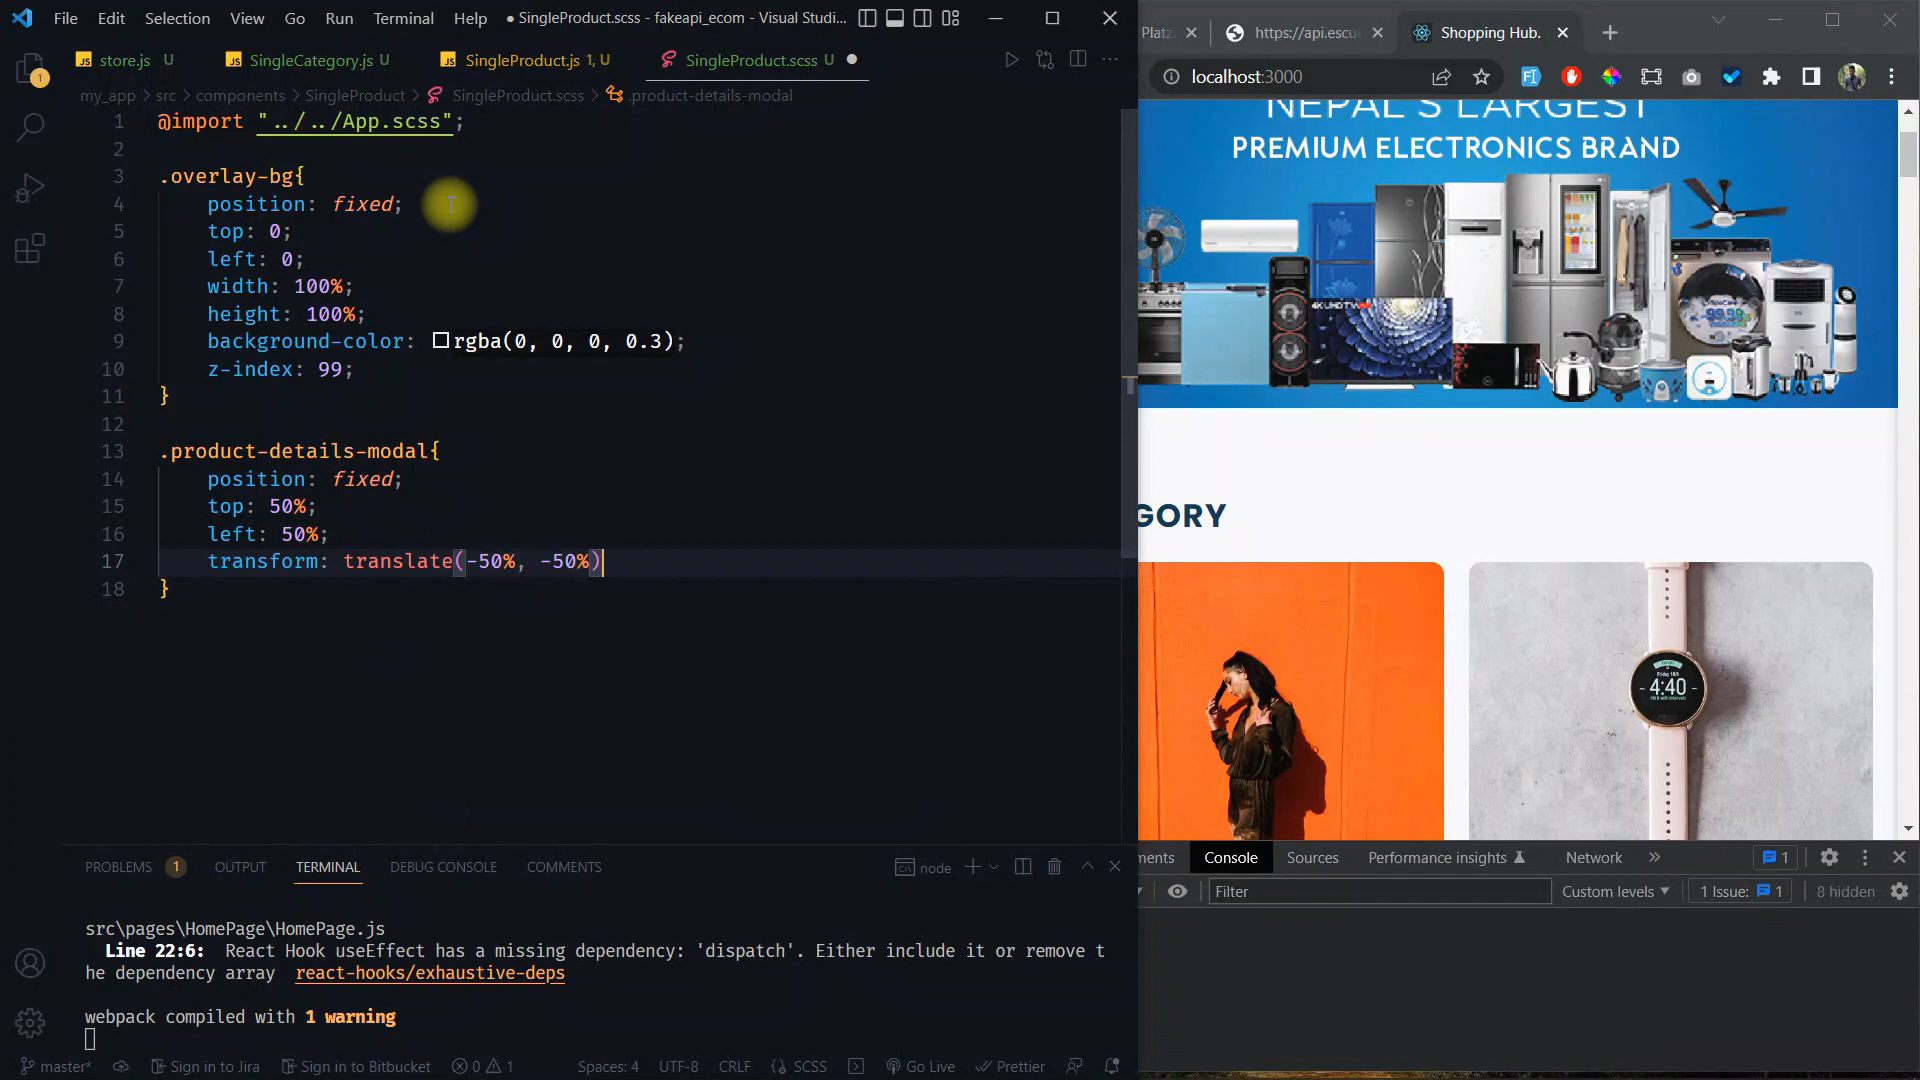 File Edit Selection View Go Run Terminal Help ● SingleProduct.scss - fakeapi_ecom - Visual Studi...
store.js U SingleCategory.js U SingleProduct.js 1, U SingleProduct.scss U
my_app > src > components > SingleProduct > SingleProduct.scss > .product-details-modal
1 @import "../../App.scss";
2
3 .overlay-bg{
4 position: fixed;
5 top: 0;
6 left: 0;
7 width: 100%;
8 height: 100%;
9 background-color: rgba(0, 0, 0, 0.3);
10 z-index: 99;
11 }
12
13 .product-details-modal{
14 position: fixed;
15 top: 50%;
16 left: 50%;
17 transform: translate(-50%, -50%)
18 }
PROBLEMS 1 OUTPUT TERMINAL DEBUG CONSOLE COMMENTS
node
src\pages\HomePage\HomePage.js
Line 22:6: React Hook useEffect has a missing dependency: 'dispatch'. Either include it or remove t
he dependency array react-hooks/exhaustive-deps
webpack compiled with 1 warning
master* Sign in to Jira Sign in to Bitbucket 0 1 Spaces: 4 UTF-8 CRLF SCSS Go Live Prettier
Platz https://api.escue Shopping Hub.
localhost:3000
NEPAL'S LARGEST
PREMIUM ELECTRONICS BRAND
4K UHD TV
GORY
4:40
ments Console Sources Performance insights Network 1
Filter Custom levels 1 Issue: 1 8 hidden